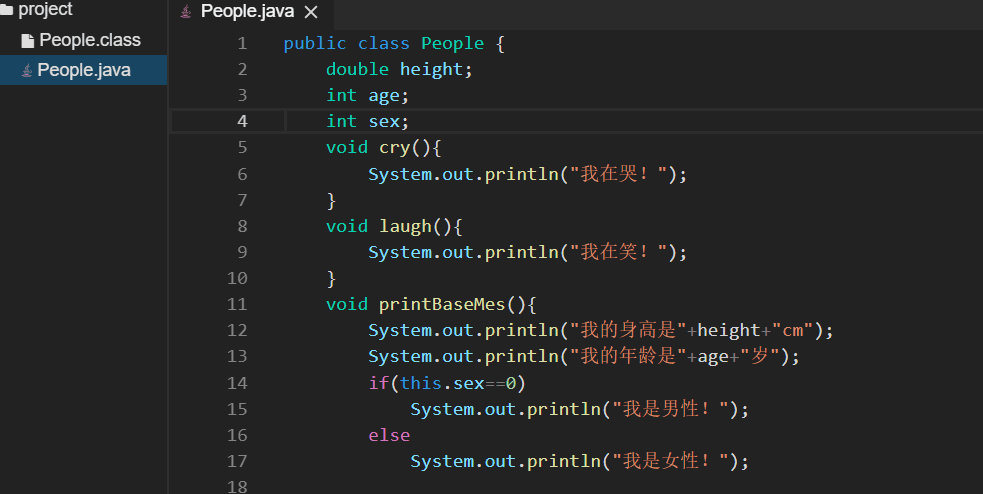 project
People.class
People.java
People.java ×
1 public class People {
2 double height;
3 int age;
4 int sex;
5 void cry(){
6 System.out.println("我在哭！");
7 }
8 void laugh(){
9 System.out.println("我在笑！");
10 }
11 void printBaseMes(){
12 System.out.println("我的身高是"+height+"cm");
13 System.out.println("我的年龄是"+age+"岁");
14 if(this.sex==0)
15 System.out.println("我是男性！");
16 else
17 System.out.println("我是女性！");
18